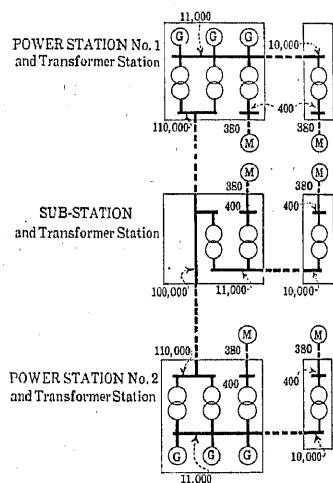 11,000
G G G
10,000
POWER STATION No. 1
and Transformer Station
110,000
380
400
380
M
M
M
M
380
380
400
400
SUB-STATION
and Transformer Station
100,000
11,000
10,000
M
M
110,000
380
380
POWER STATION No. 2
and Transformer Station
400
400
G G G
10,000
11.000